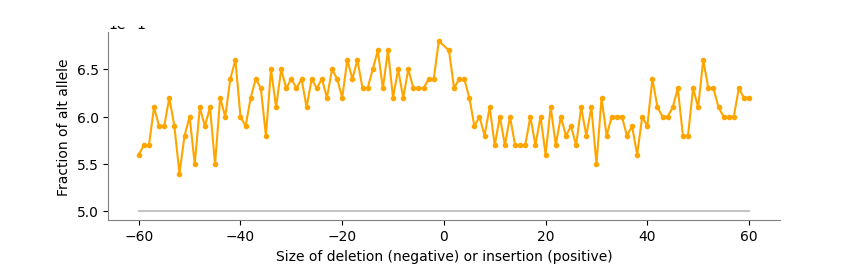 6.5
6.0
5.5
5.0
Fraction of alt allele
−60 −40 −20 0 20 40 60
Size of deletion (negative) or insertion (positive)